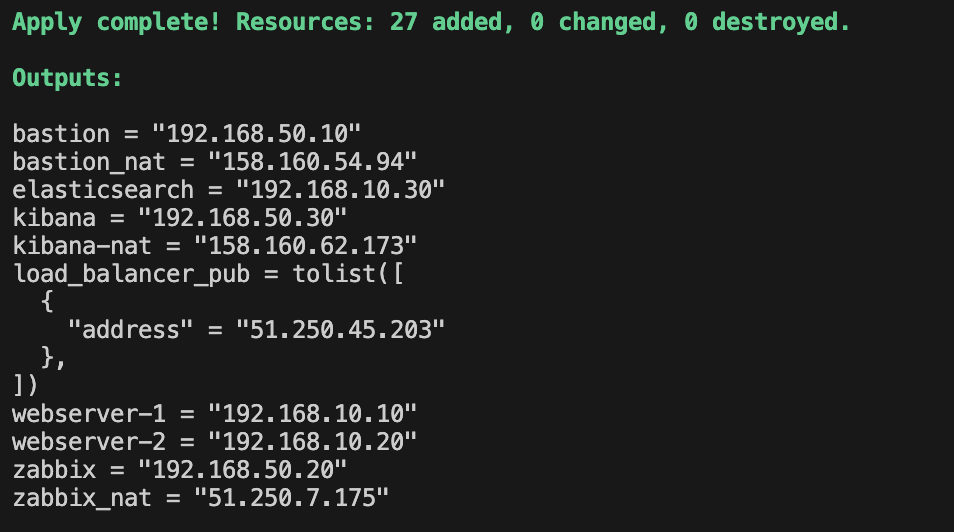 Apply complete! Resources: 27 added, 0 changed, 0 destroyed.
Outputs:
bastion = "192.168.50.10"
bastion_nat = "158.160.54.94"
elasticsearch = "192.168.10.30"
kibana = "192.168.50.30"
kibana-nat = "158.160.62.173"
load_balancer_pub = tolist([
  {
    "address" = "51.250.45.203"
  },
])
webserver-1 = "192.168.10.10"
webserver-2 = "192.168.10.20"
zabbix = "192.168.50.20"
zabbix_nat = "51.250.7.175"